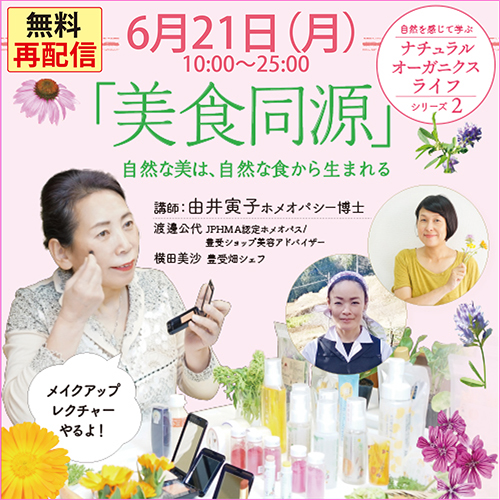 無料
再配信
6月21日（月）
10:00～25:00
自然を感じて学ぶ
ナチュラル
オーガニクス
ライフ
シリーズ2
「美食同源」
自然な美は、自然な食から生まれる
講師：由井寅子ホメオパシー博士
渡邊公代 JPHMA認定ホメオパス/
豊受ショップ美容アドバイザー
横田美沙 豊受畑シェフ
メイクアップ
レクチャー
やるよ！